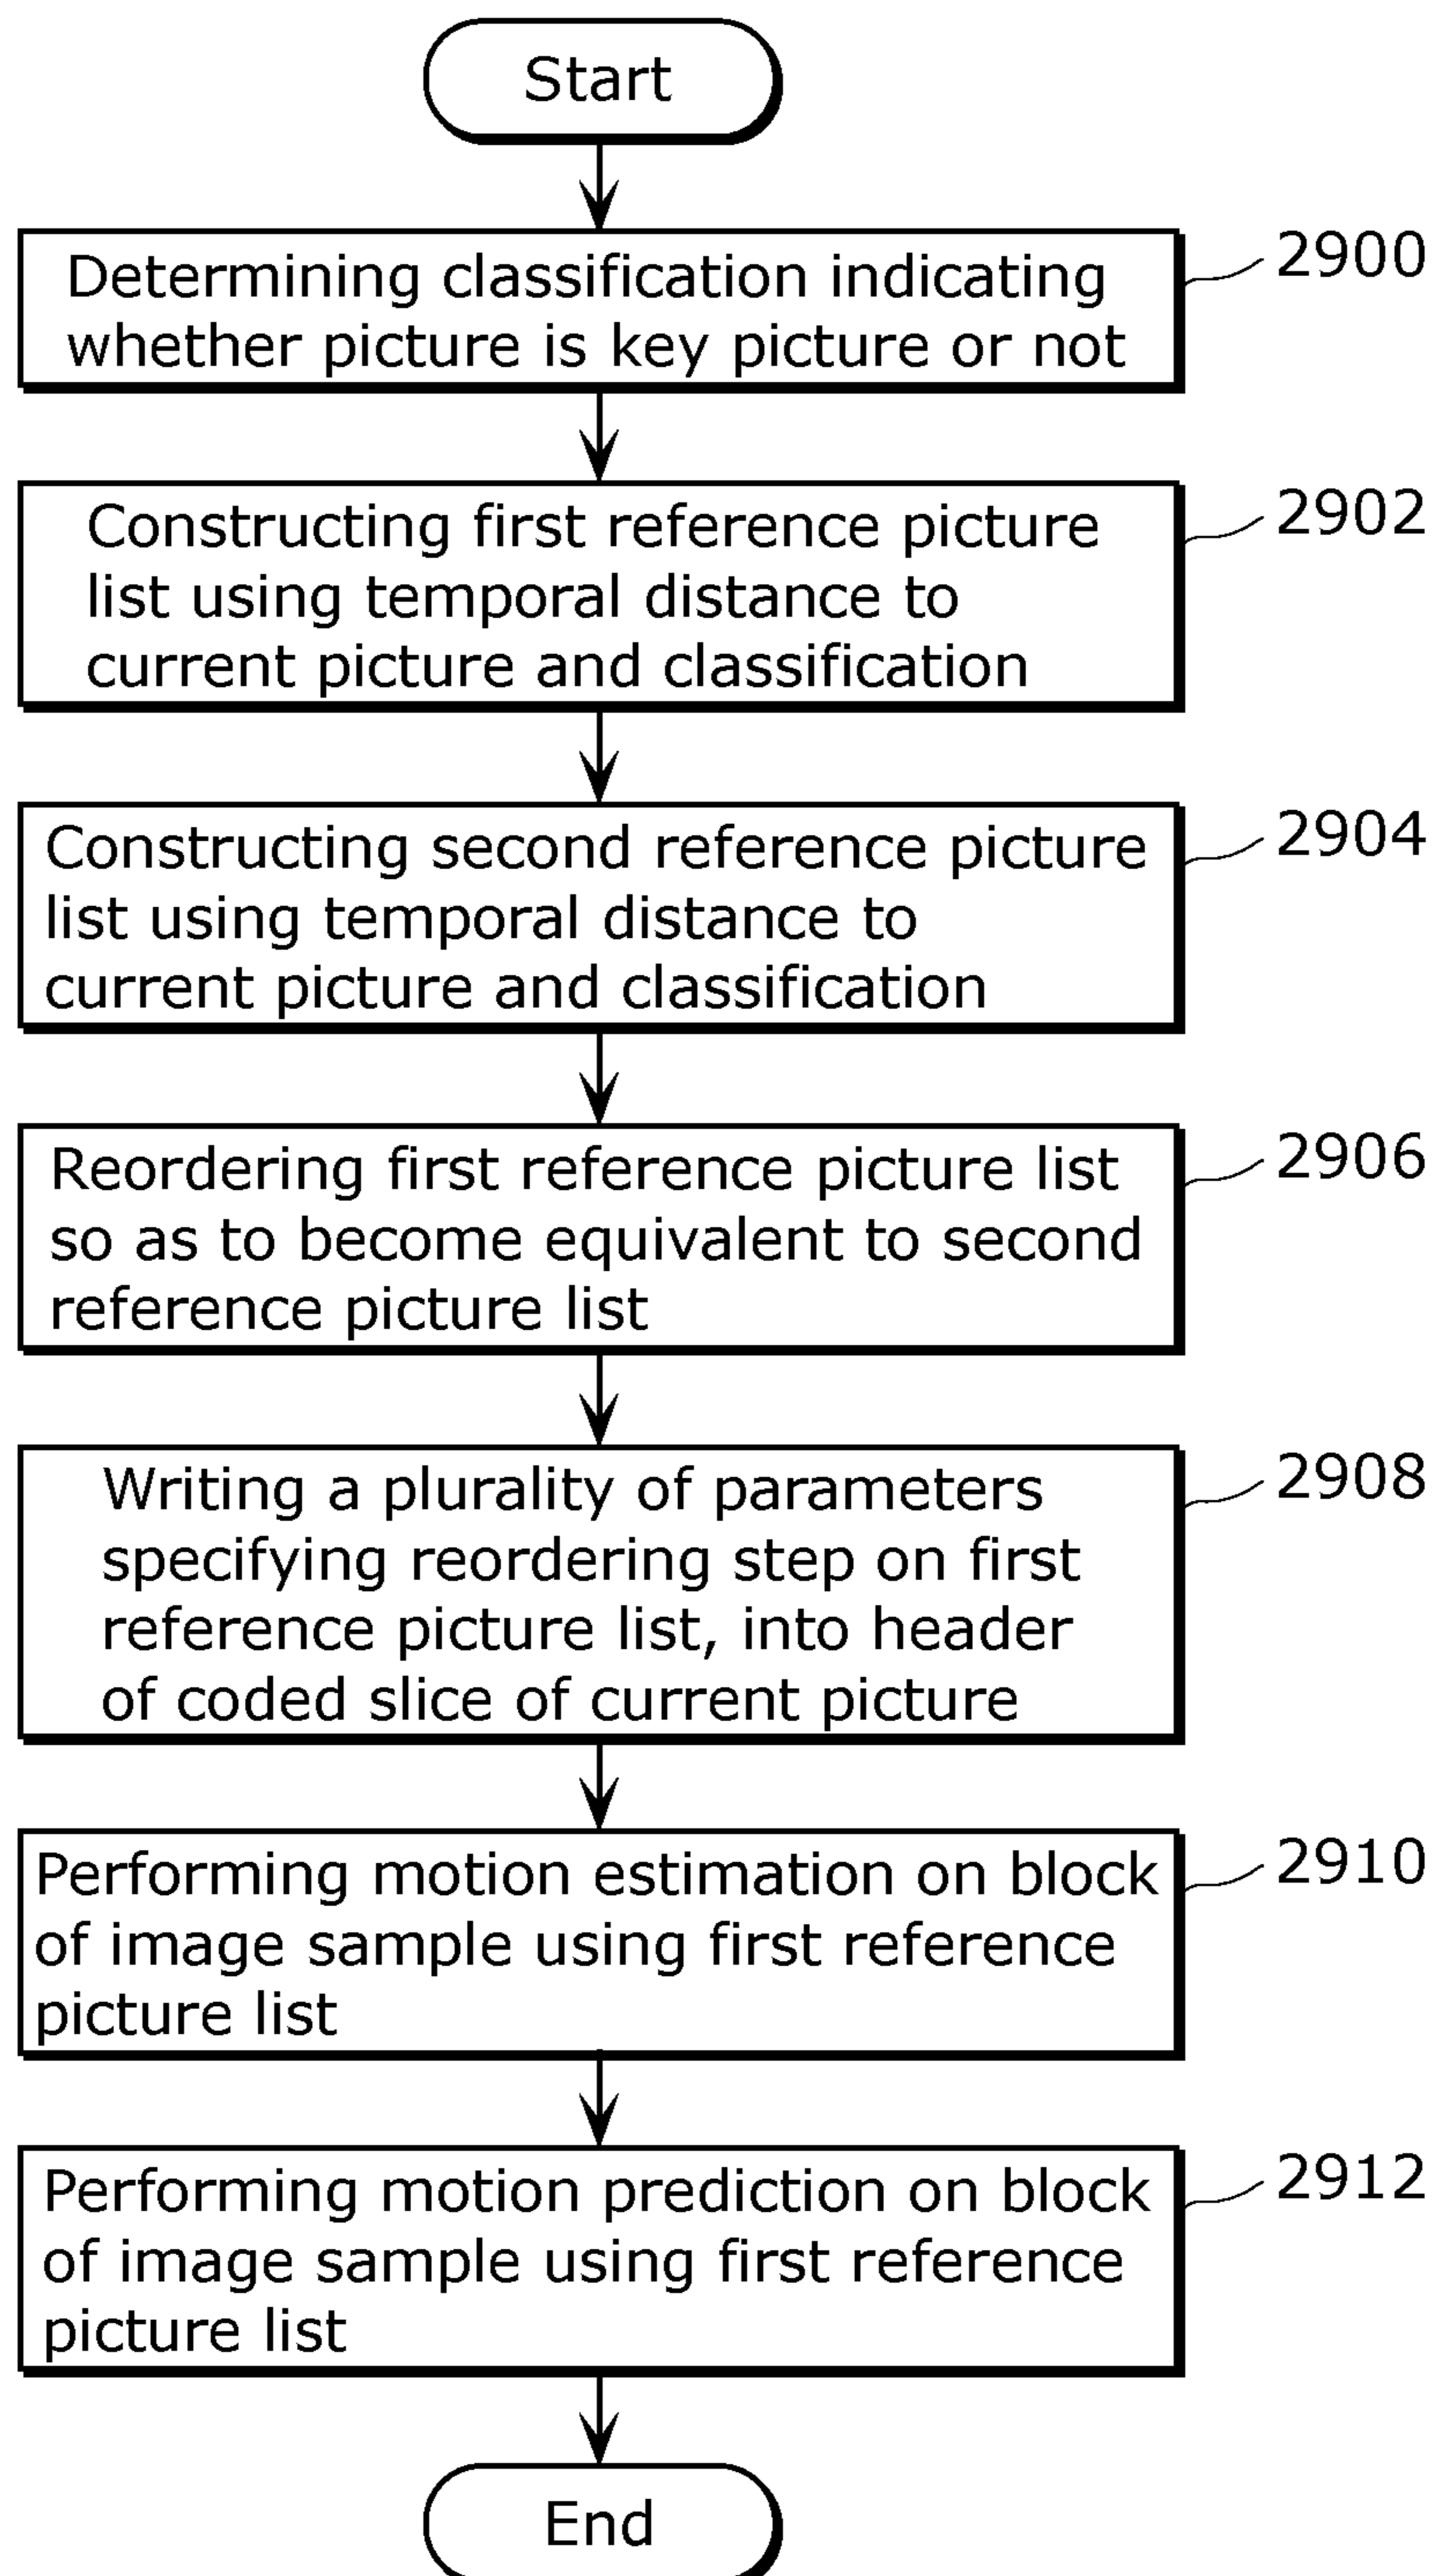 Start
Determining classification indicating
whether picture is key picture or not
2900
Constructing first reference picture
list using temporal distance to
current picture and classification
2902
Constructing second reference picture
list using temporal distance to
current picture and classification
2904
Reordering first reference picture list
so as to become equivalent to second
reference picture list
2906
Writing a plurality of parameters
specifying reordering step on first
reference picture list, into header
of coded slice of current picture
2908
Performing motion estimation on block
of image sample using first reference
picture list
2910
Performing motion prediction on block
of image sample using first reference
picture list
2912
End